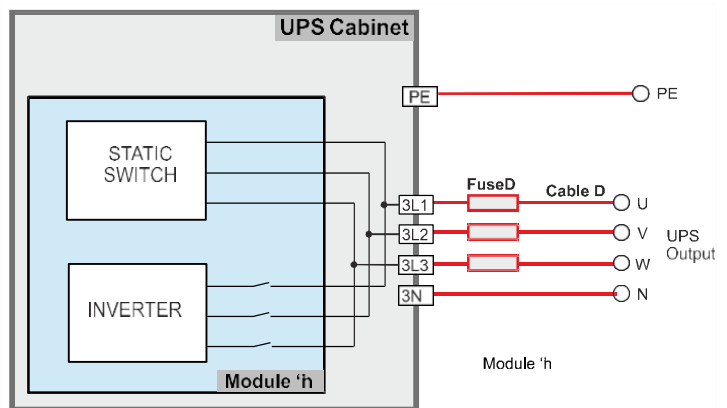 UPS Cabinet
PE
PE
STATIC
SWITCH
FuseD
Cable D
3L1
U
3L2
V
UPS
Output
3L3
W
3N
N
INVERTER
Module ‘h
Module ‘h